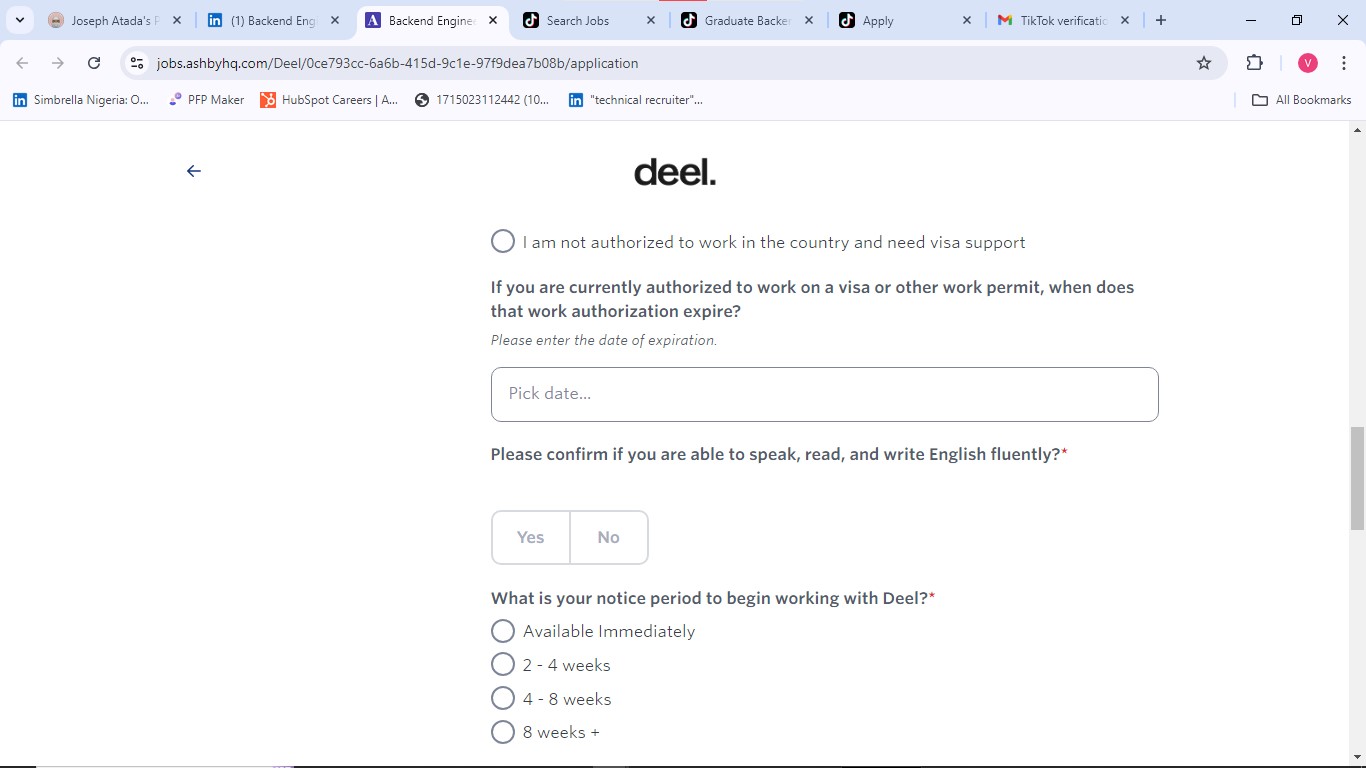 Joseph Atada's P
(1) Backend Eng
Backend Enginee
Search Jobs
Graduate Backen
Apply
TikTok verificatio
jobs.ashbyhq.com/Deel/0ce793cc-6a6b-415d-9c1e-97f9dea7b08b/application
V
Simbrella Nigeria: O...
PFP Maker
HubSpot Careers | A...
1715023112442 (10...
"technical recruiter"...
All Bookmarks
deel.
I am not authorized to work in the country and need visa support
If you are currently authorized to work on a visa or other work permit, when does
that work authorization expire?
Please enter the date of expiration.
Pick date...
Please confirm if you are able to speak, read, and write English fluently?*
Yes
No
What is your notice period to begin working with Deel?*
Available Immediately
2 - 4 weeks
4 - 8 weeks
8 weeks +